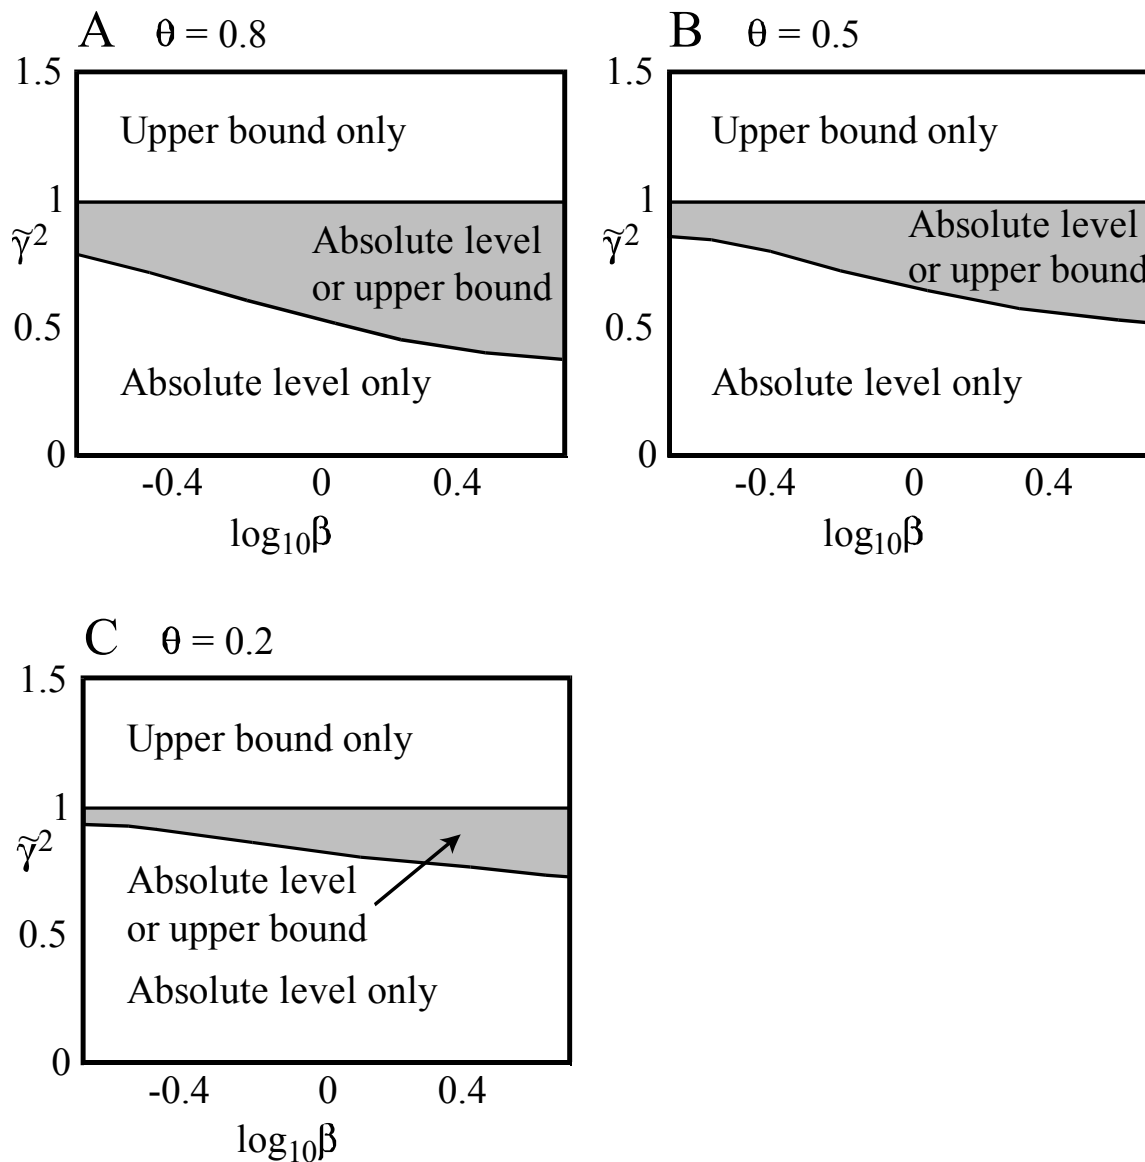 A θ = 0.8
1.5
Upper bound only
1
γ̃²
Absolute level
or upper bound
0.5
Absolute level only
0
-0.4 0 0.4
log₁₀β
B θ = 0.5
1.5
Upper bound only
1
γ̃²
Absolute level
or upper bound
0.5
Absolute level only
0
-0.4 0 0.4
log₁₀β
C θ = 0.2
1.5
Upper bound only
1
γ̃²
Absolute level
or upper bound
0.5
Absolute level only
0
-0.4 0 0.4
log₁₀β